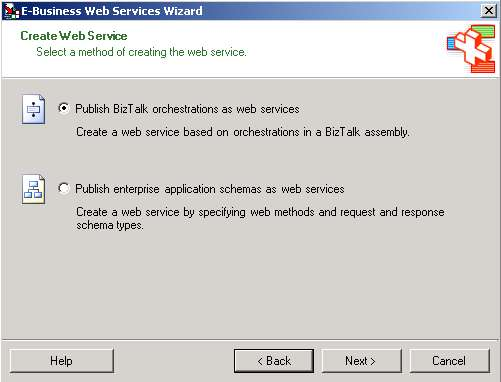 E-Business Web Services Wizard
Create Web Service
Select a method of creating the web service.
Publish BizTalk orchestrations as web services
Create a web service based on orchestrations in a BizTalk assembly.
Publish enterprise application schemas as web services
Create a web service by specifying web methods and request and response
schema types.
Help
< Back
Next >
Cancel